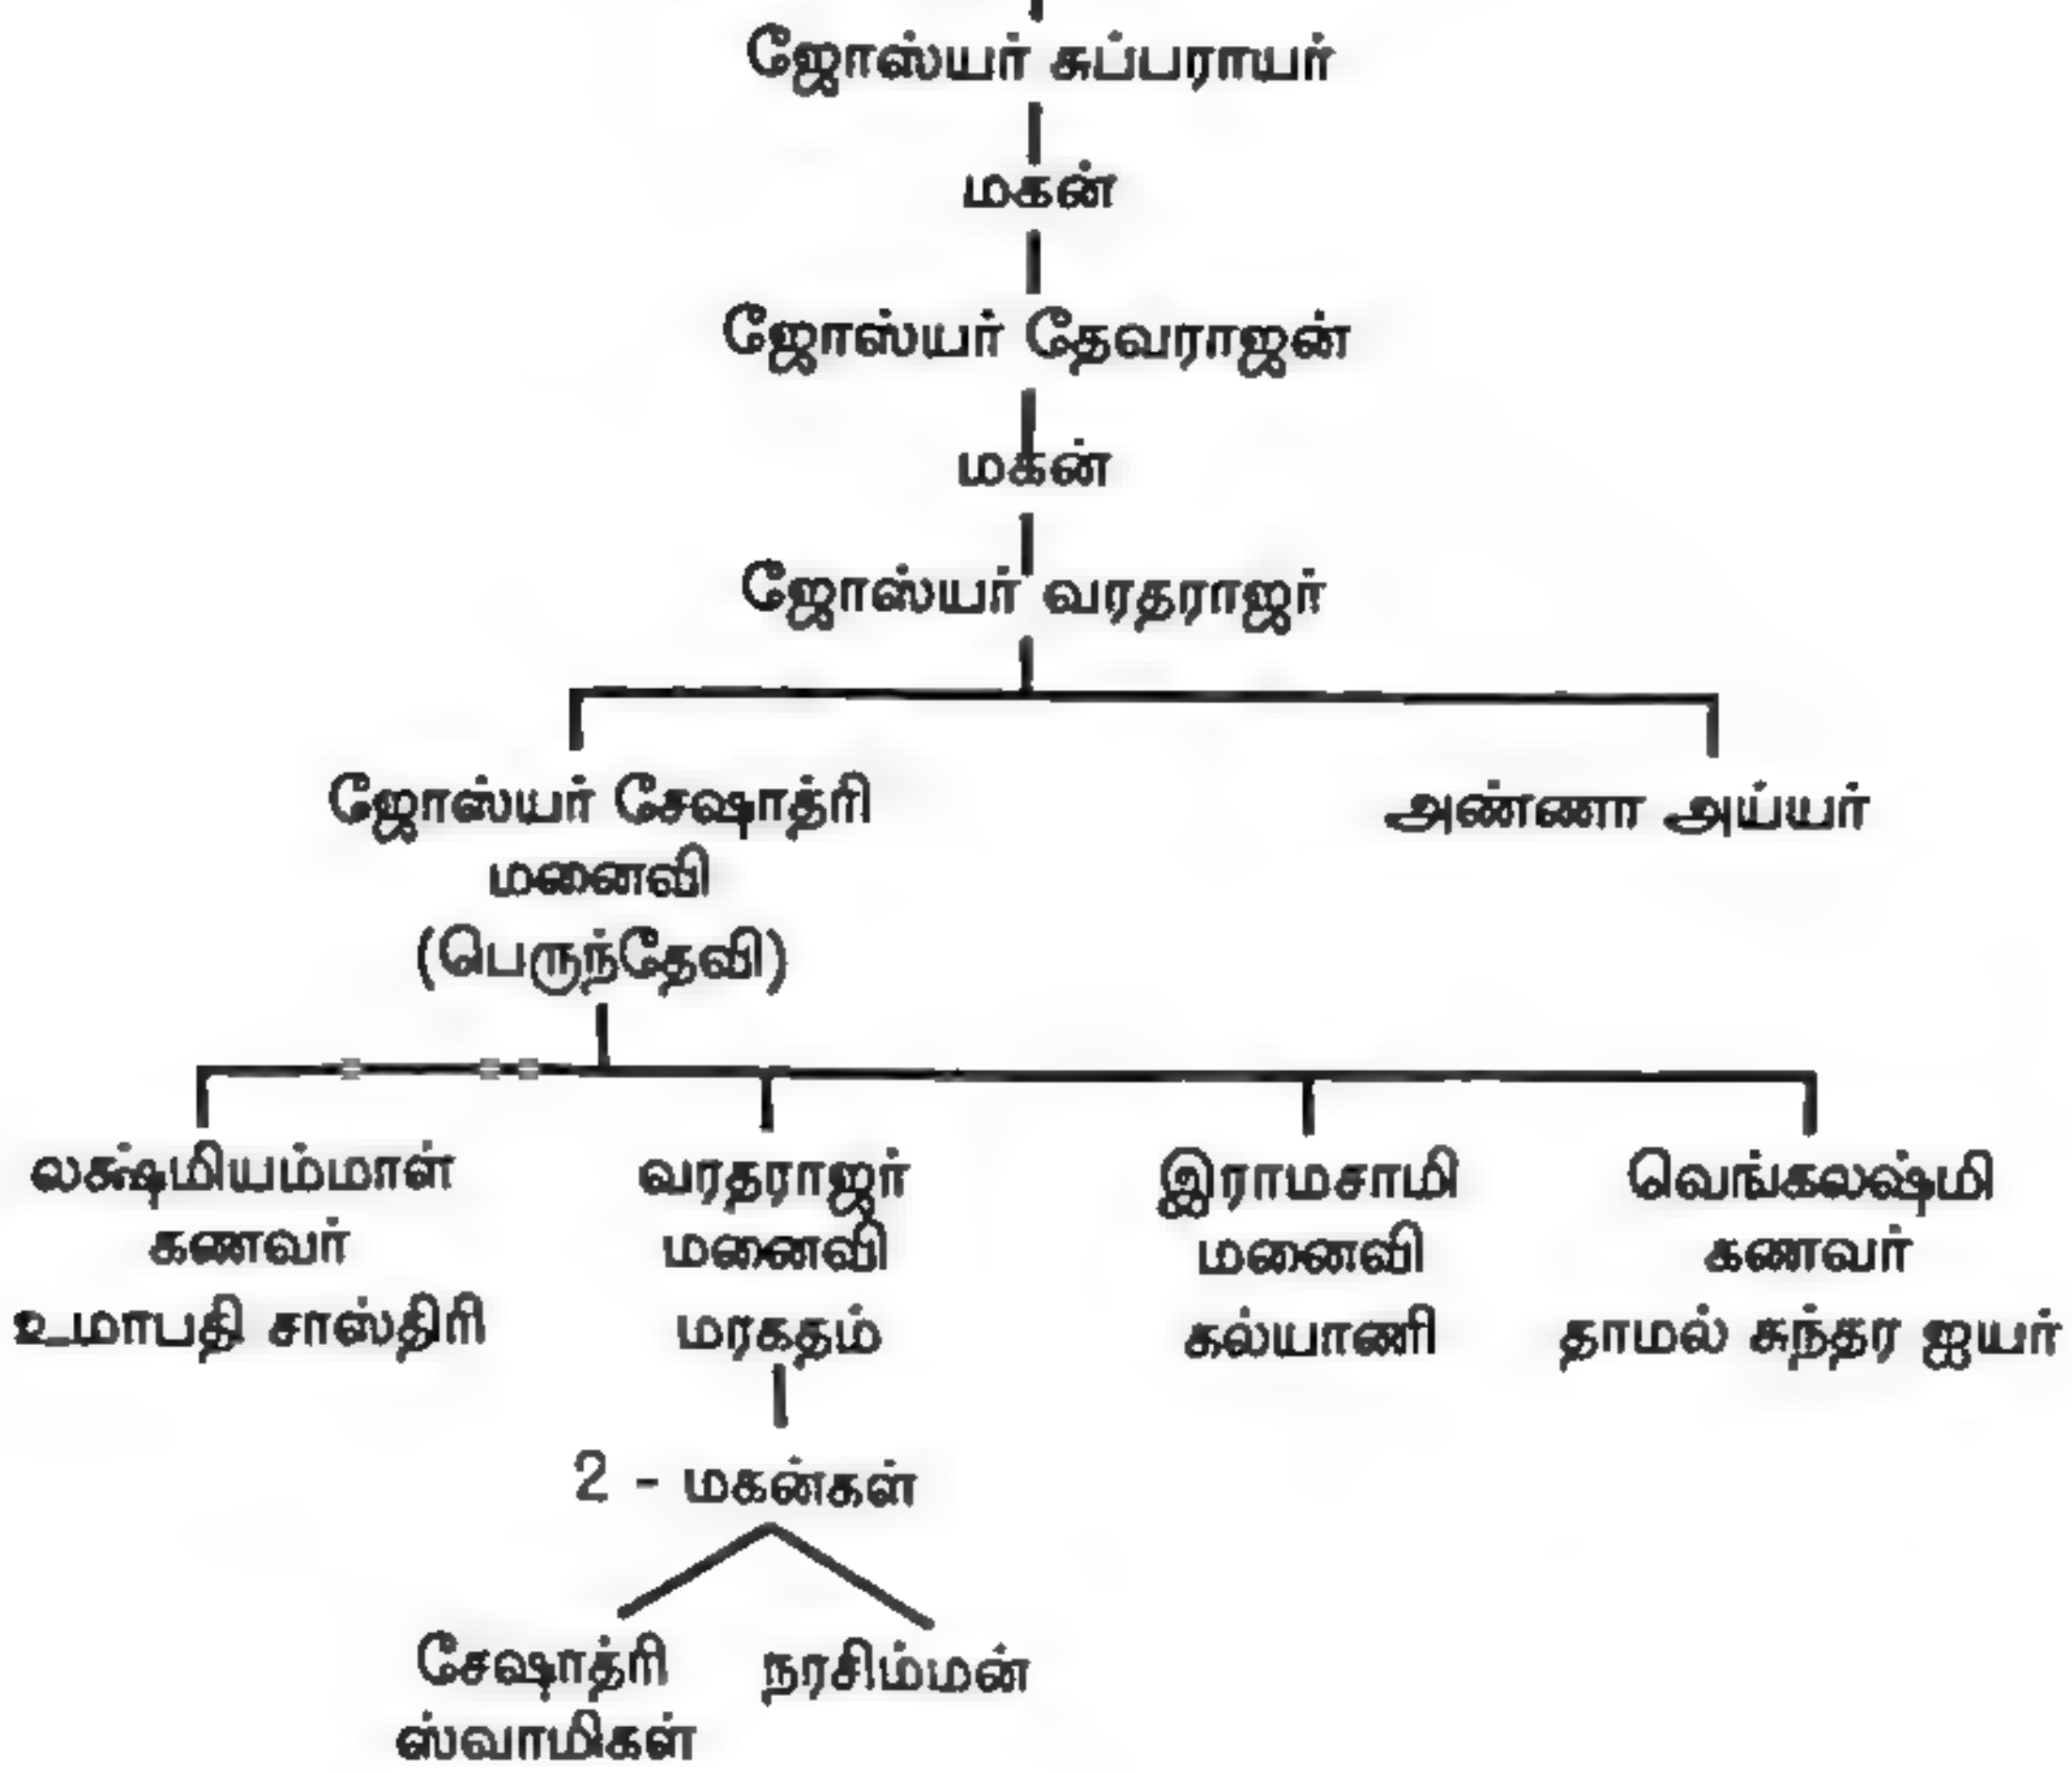 ஜோஸ்யர் சுப்பராயர்
மகன்
ஜோஸ்யர் தேவராஜன்
மகன்
ஜோஸ்யர் வரதராஜர்
ஜோஸ்யர் சேஷாத்ரி
மனைவி
(பெருந்தேவி)
அண்ணா அய்யர்
லக்ஷ்மியம்மாள்
கணவர்
உமாபதி சாஸ்திரி
வரதராஜர்
மனைவி
மரகதம்
இராமசாமி
மனைவி
கல்யாணி
வெங்கலஷ்மி
கணவர்
தாமல் சுந்தர ஐயர்
2 - மகன்கள்
சேஷாத்ரி
ஸ்வாமிகள்
நரசிம்மன்